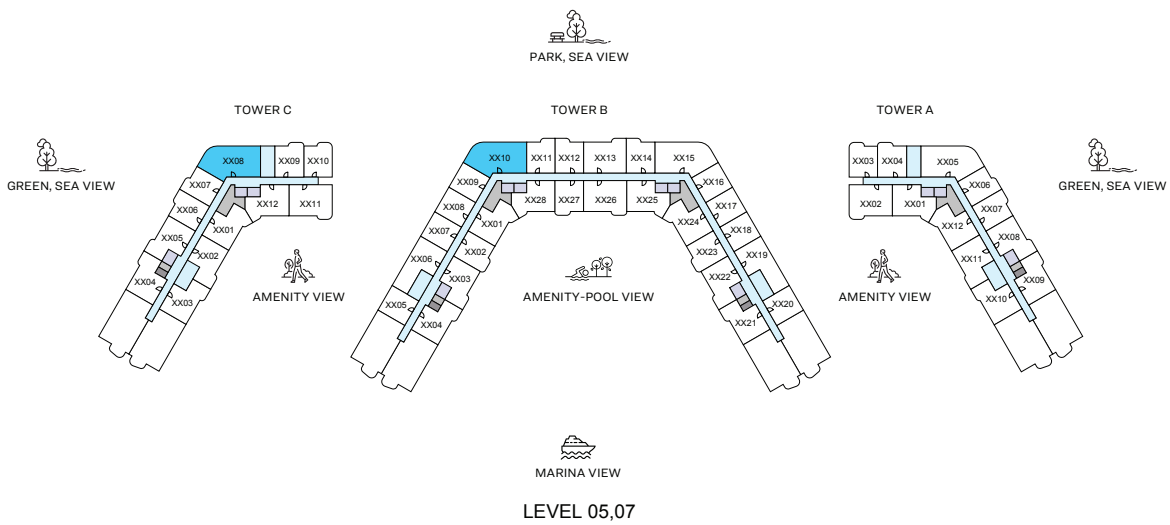 PARK, SEA VIEW
TOWER C
TOWER B
TOWER A
GREEN, SEA VIEW
GREEN, SEA VIEW
XX08
XX09
XX10
XX07
XX06
XX05
XX04
XX03
XX02
XX01
XX12
XX11
XX10
XX11
XX12
XX13
XX14
XX15
XX09
XX08
XX07
XX06
XX05
XX04
XX03
XX02
XX01
XX28
XX27
XX26
XX25
XX24
XX23
XX22
XX21
XX16
XX17
XX18
XX19
XX20
XX03
XX04
XX05
XX02
XX01
XX06
XX07
XX08
XX09
XX12
XX11
XX10
AMENITY VIEW
AMENITY-POOL VIEW
AMENITY VIEW
MARINA VIEW
LEVEL 05,07